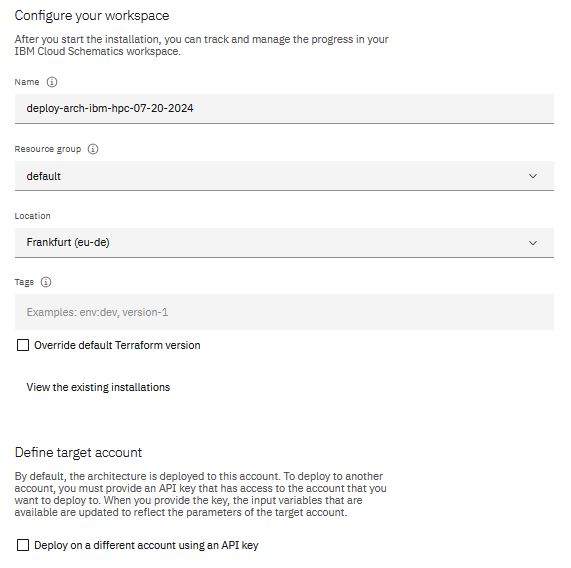 Configure your workspace
After you start the installation, you can track and manage the progress in your
IBM Cloud Schematics workspace.
Name
deploy-arch-ibm-hpc-07-20-2024
Resource group
default
Location
Frankfurt (eu-de)
Tags
Examples: env:dev, version-1
Override default Terraform version
View the existing installations
Define target account
By default, the architecture is deployed to this account. To deploy to another
account, you must provide an API key that has access to the account that you
want to deploy to. When you provide the key, the input variables that are
available are updated to reflect the parameters of the target account.
Deploy on a different account using an API key